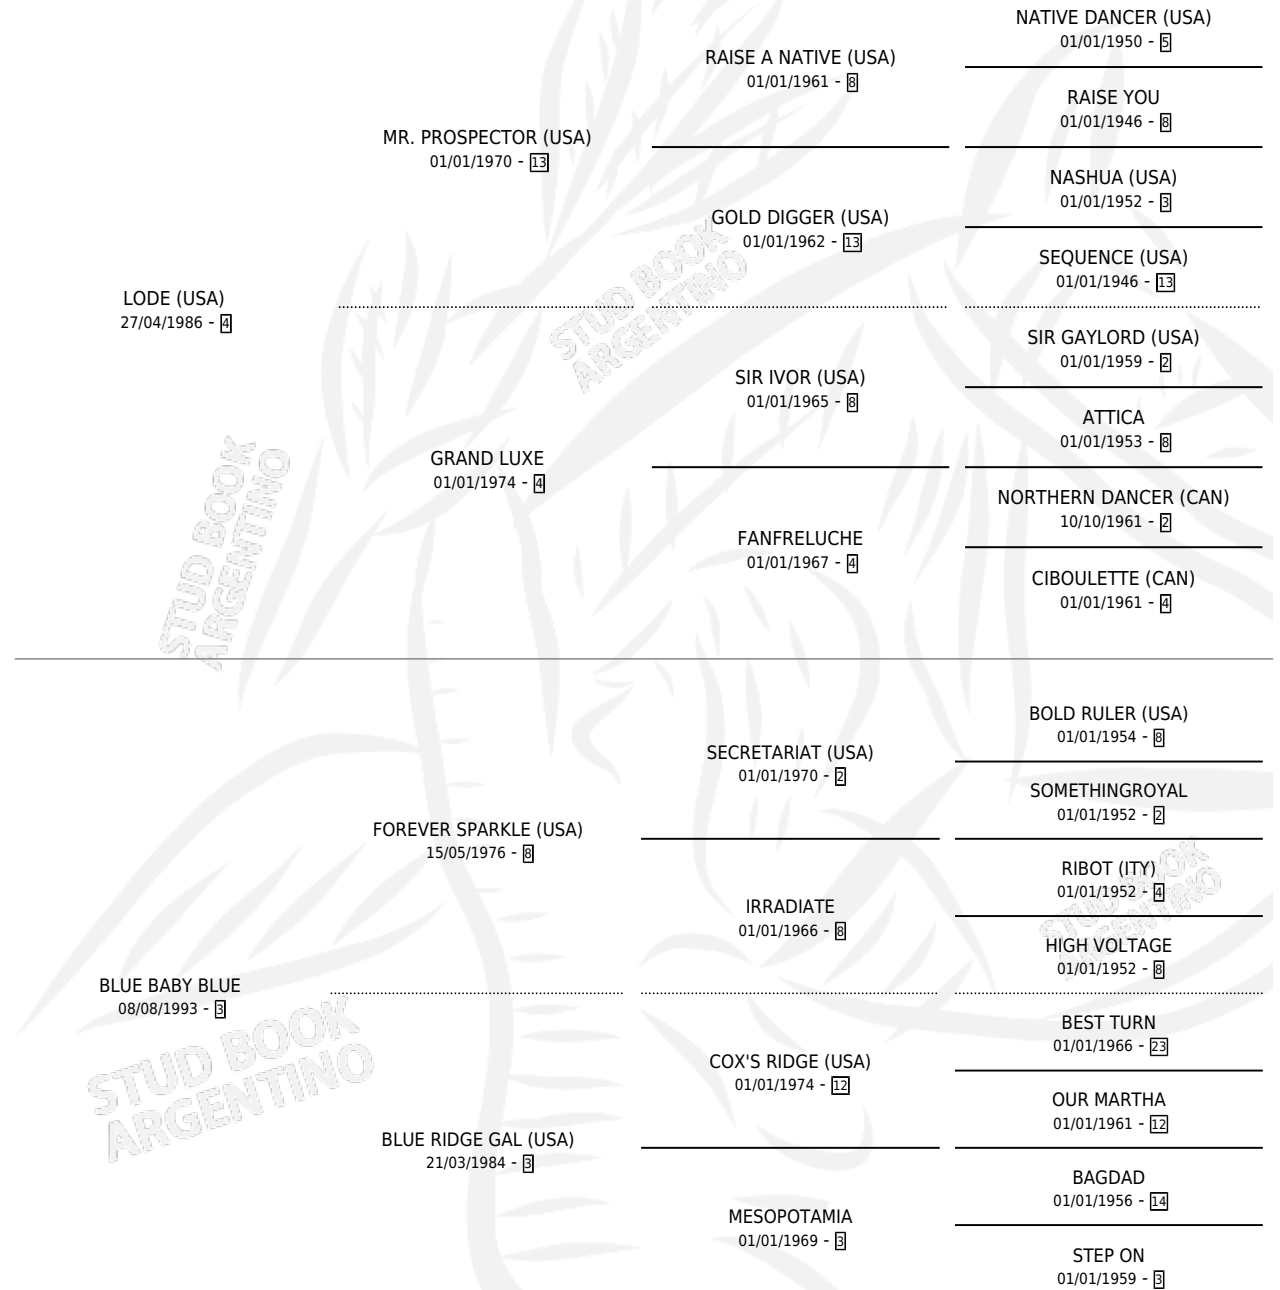 NATIVE DANCER (USA)
01/01/1950 - 5
RAISE A NATIVE (USA)
01/01/1961 - 8
RAISE YOU
01/01/1946 - 8
MR. PROSPECTOR (USA)
01/01/1970 - 13
NASHUA (USA)
01/01/1952 - 3
GOLD DIGGER (USA)
01/01/1962 - 13
SEQUENCE (USA)
01/01/1946 - 13
LODE (USA)
27/04/1986 - 4
SIR GAYLORD (USA)
01/01/1959 - 2
SIR IVOR (USA)
01/01/1965 - 8
ATTICA
01/01/1953 - 8
GRAND LUXE
01/01/1974 - 4
NORTHERN DANCER (CAN)
10/10/1961 - 2
FANFRELUCHE
01/01/1967 - 4
CIBOULETTE (CAN)
01/01/1961 - 4
STUD BOOK
ARGENTINO
STUD BOOK
ARGENTINO
BOLD RULER (USA)
01/01/1954 - 8
SECRETARIAT (USA)
01/01/1970 - 2
SOMETHINGROYAL
01/01/1952 - 2
FOREVER SPARKLE (USA)
15/05/1976 - 8
RIBOT (ITY)
01/01/1952 - 4
IRRADIATE
01/01/1966 - 8
HIGH VOLTAGE
01/01/1952 - 8
STUD BOOK
ARGENTINO
BLUE BABY BLUE
08/08/1993 - 3
STUD BOOK
ARGENTINO
BEST TURN
01/01/1966 - 23
COX'S RIDGE (USA)
01/01/1974 - 12
OUR MARTHA
01/01/1961 - 12
BLUE RIDGE GAL (USA)
21/03/1984 - 3
BAGDAD
01/01/1956 - 14
MESOPOTAMIA
01/01/1969 - 3
STEP ON
01/01/1959 - 3